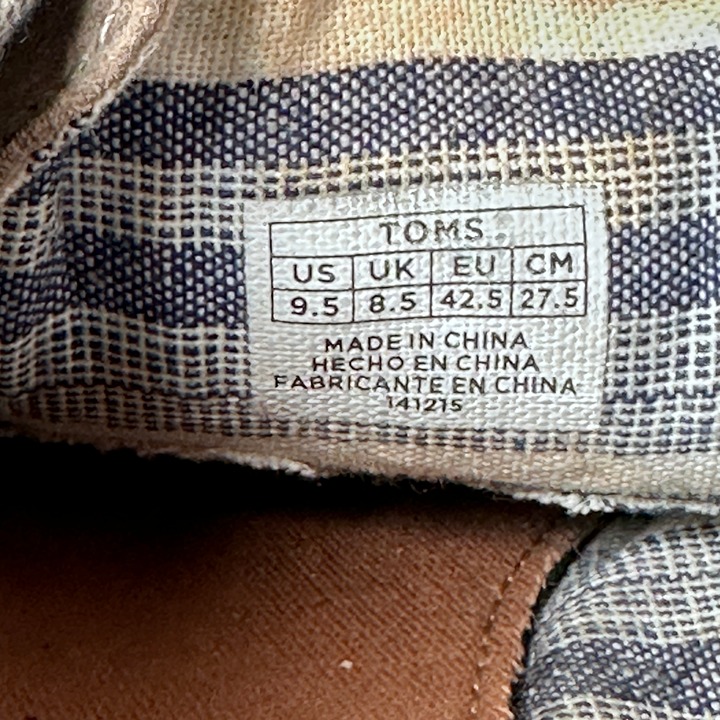 TOMS
US UK EU CM
9.5 8.5 42.5 27.5
MADE IN CHINA
HECHO EN CHINA
FABRICANTE EN CHINA
141215